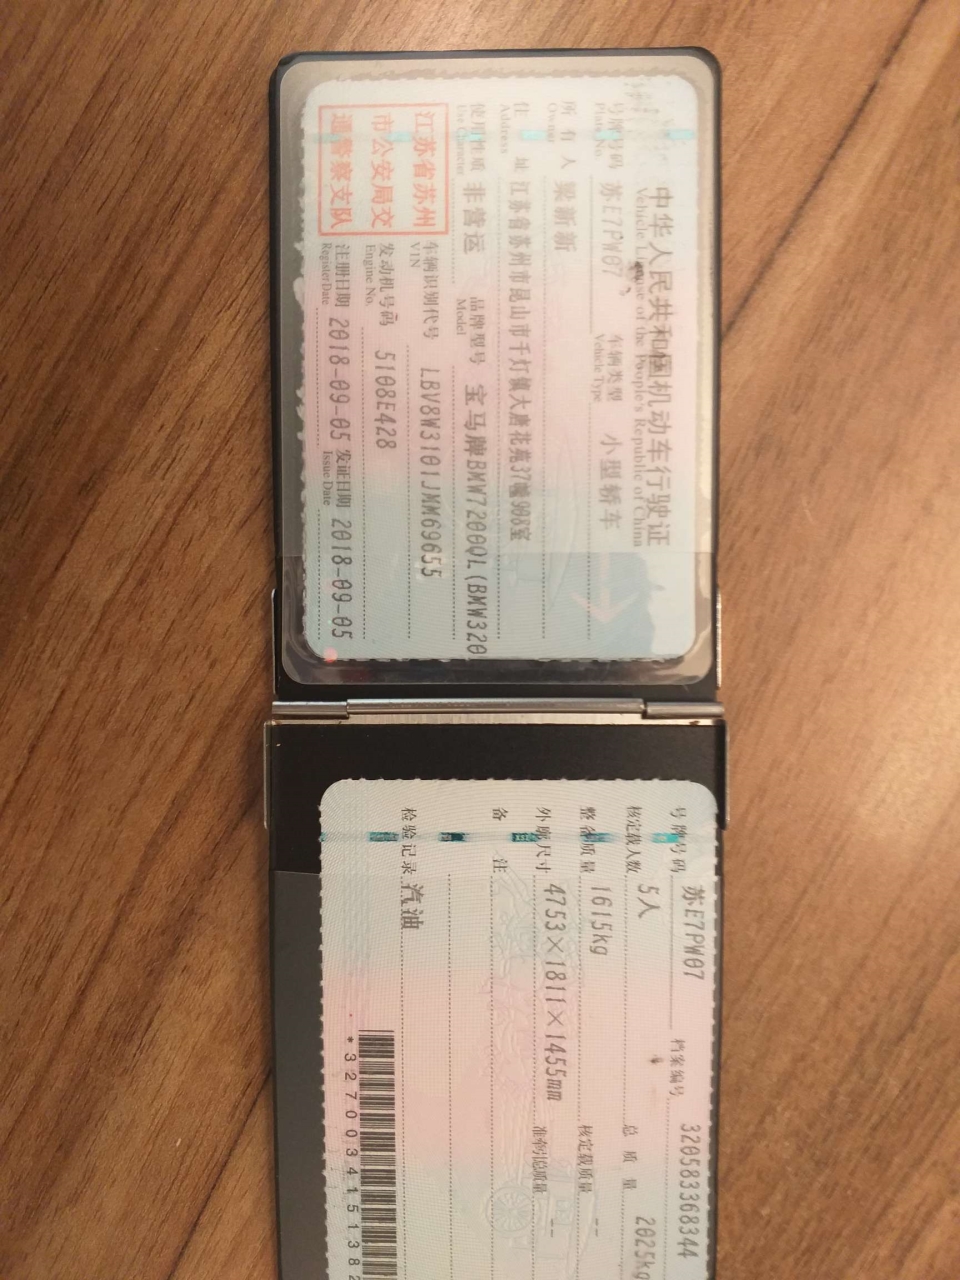 中华人民共和国机动车行驶证
Vehicle License of the People's Republic of China
号牌号码 苏E7PW07 车辆类型 小型轿车
Plate No. Vehicle Type
所有人 梁新新
Owner
住址 江苏省苏州市昆山市千灯镇大唐花苑37幢908室
Address
使用性质 非营运 品牌型号 宝马牌BMW7200QL(BMW320
Use Character Model
江苏省苏州
市公安局交
通警察支队
车辆识别代号 LBV8W3101JMM69655
VIN
发动机号码 5108E428
Engine No.
注册日期 2018-09-05 发证日期 2018-09-05
Register Date Issue Date
号牌号码 苏E7PW07 档案编号 320583368344
核定载人数 5人 总质量 2025kg
整备质量 1615kg 核定载质量 --
外廓尺寸 4753×1811×1455mm 准牵引总质量 --
备注
检验记录 汽油
*327003415138